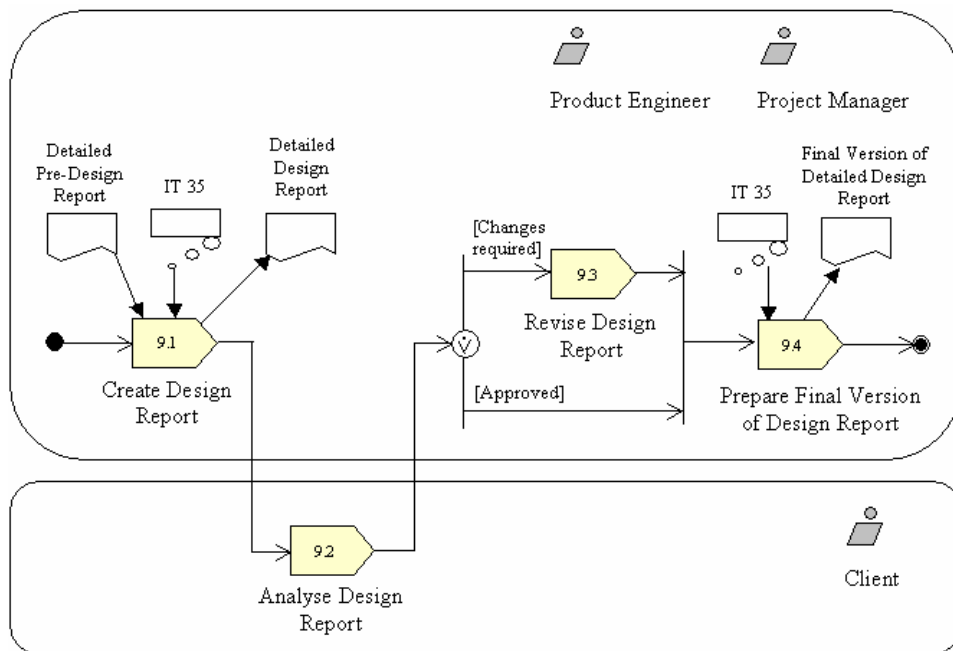 Product Engineer
Project Manager
Detailed
Pre-Design
Report
IT 35
Detailed
Design
Report
IT 35
Final Version of
Detailed Design
Report
[Changes
required]
9.3
Revise Design
Report
9.1
Create Design
Report
V
[Approved]
9.4
Prepare Final Version
of Design Report
9.2
Analyse Design
Report
Client